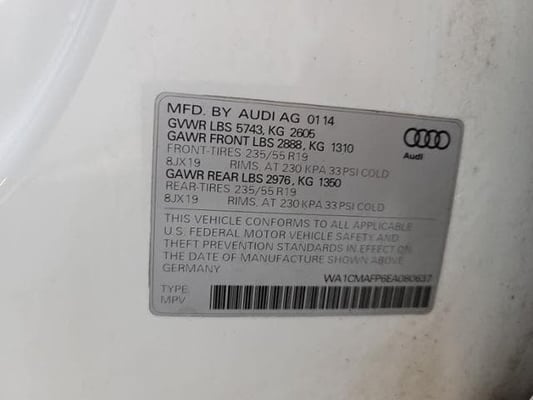 MFD. BY AUDI AG 01 14
GVWR LBS 5743, KG 2605
GAWR FRONT LBS 2888, KG 1310
FRONT-TIRES 235/55 R19
8JX19 RIMS, AT 230 KPA 33 PSI COLD
GAWR REAR LBS 2976, KG 1350
REAR-TIRES 235/55 R19
8JX19 RIMS, AT 230 KPA 33 PSI COLD
Audi
THIS VEHICLE CONFORMS TO ALL APPLICABLE
U.S. FEDERAL MOTOR VEHICLE SAFETY AND
THEFT PREVENTION STANDARDS IN EFFECT ON
THE DATE OF MANUFACTURE SHOWN ABOVE.
GERMANY
WA1CMAFP6EA080637
TYPE:
MPV